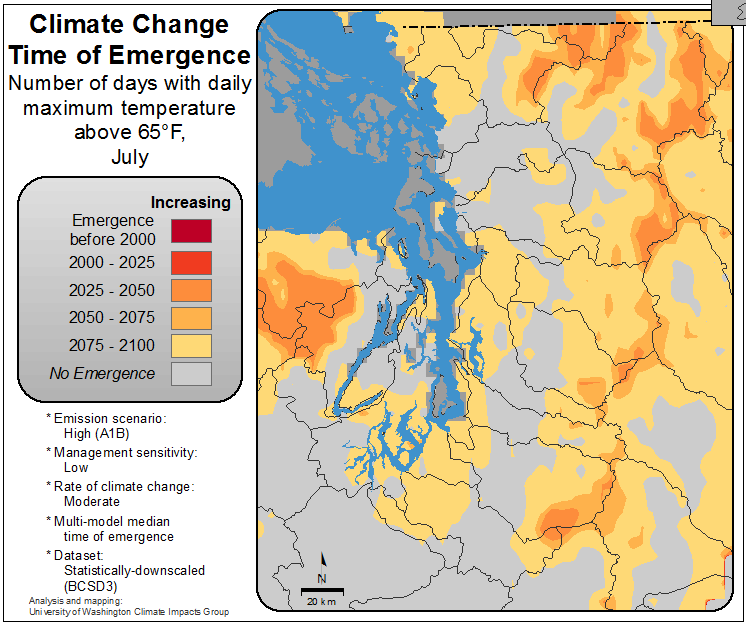 Climate Change
Time of Emergence
Number of days with daily
maximum temperature
above 65°F,
July
Increasing
Emergence
before 2000
2000 - 2025
2025 - 2050
2050 - 2075
2075 - 2100
No Emergence
* Emission scenario:
High (A1B)
* Management sensitivity:
Low
* Rate of climate change:
Moderate
* Multi-model median
time of emergence
* Dataset:
Statistically-downscaled
(BCSD3)
Analysis and mapping:
University of Washington Climate Impacts Group
N
20 km